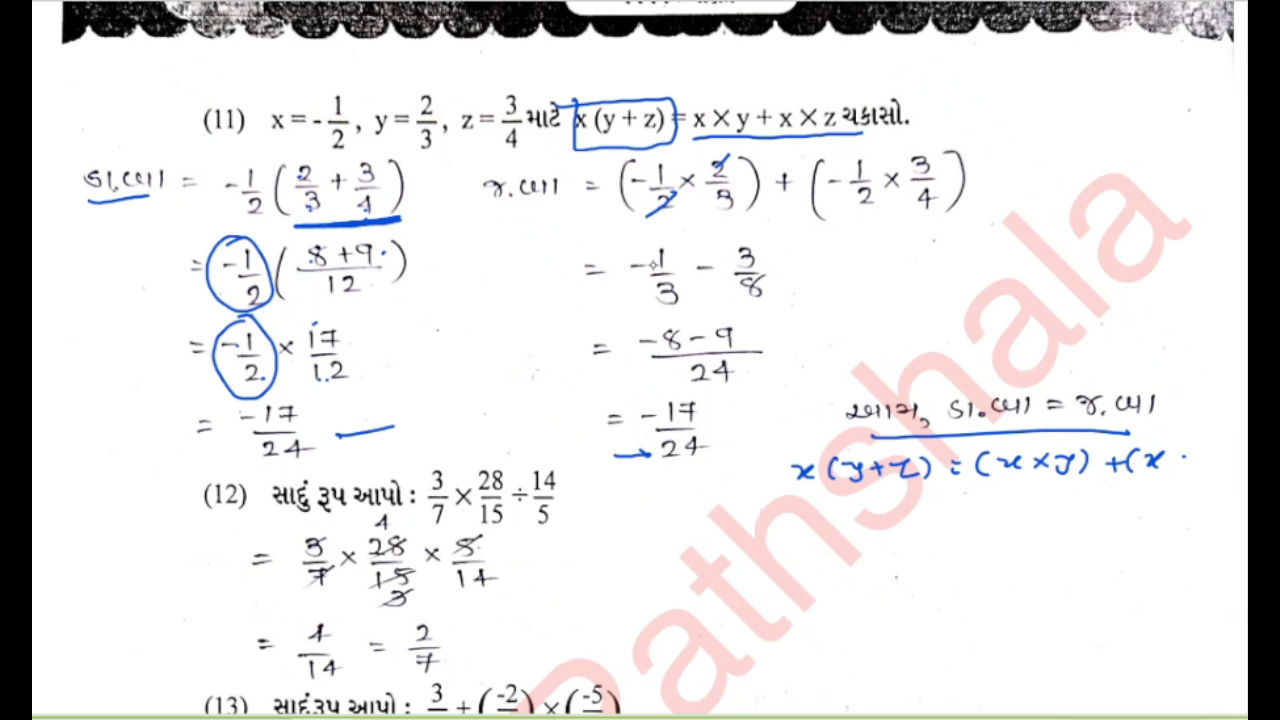 (11) x = -1/2, y = 2/3, z = 3/4 માટે x (y + z) = x × y + x × z ચકાસો.
ડા.બા = -1/2 (2/3 + 3/4)
= -1/2 (8+9/12)
= -1/2 × 17/12
= -17/24
જ.બા = (-1/2 × 2/3) + (-1/2 × 3/4)
= -1/3 - 3/8
= -8-9/24
= -17/24
આમ, ડા.બા = જ.બા
x (y+z) = (x × y) + (x
(12) સાદું રૂપ આપો : 3/7 × 28/15 ÷ 14/5
4
= 3/7 × 28/15 × 5/14
3
= 4/14 = 2/7
(13) સાદુંરૂપ આપો : 3 + (-2) × (-5)
Pathshala